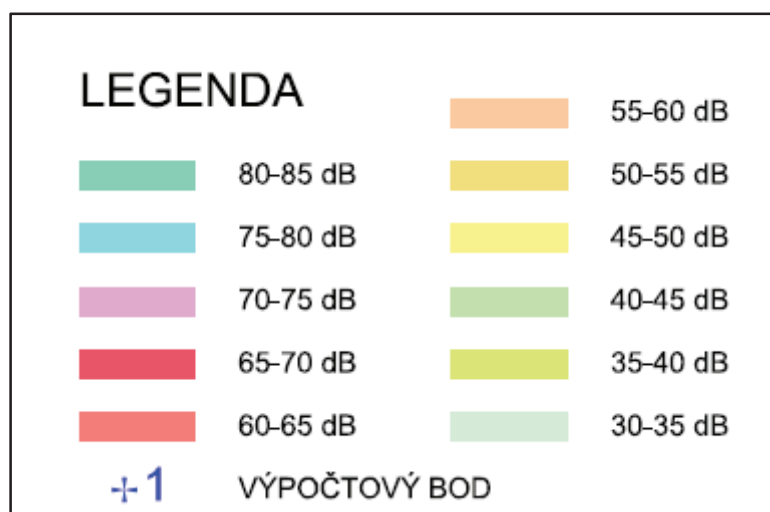 LEGENDA
80-85 dB
75-80 dB
70-75 dB
65-70 dB
60-65 dB
55-60 dB
50-55 dB
45-50 dB
40-45 dB
35-40 dB
30-35 dB
+1 VÝPOČTOVÝ BOD